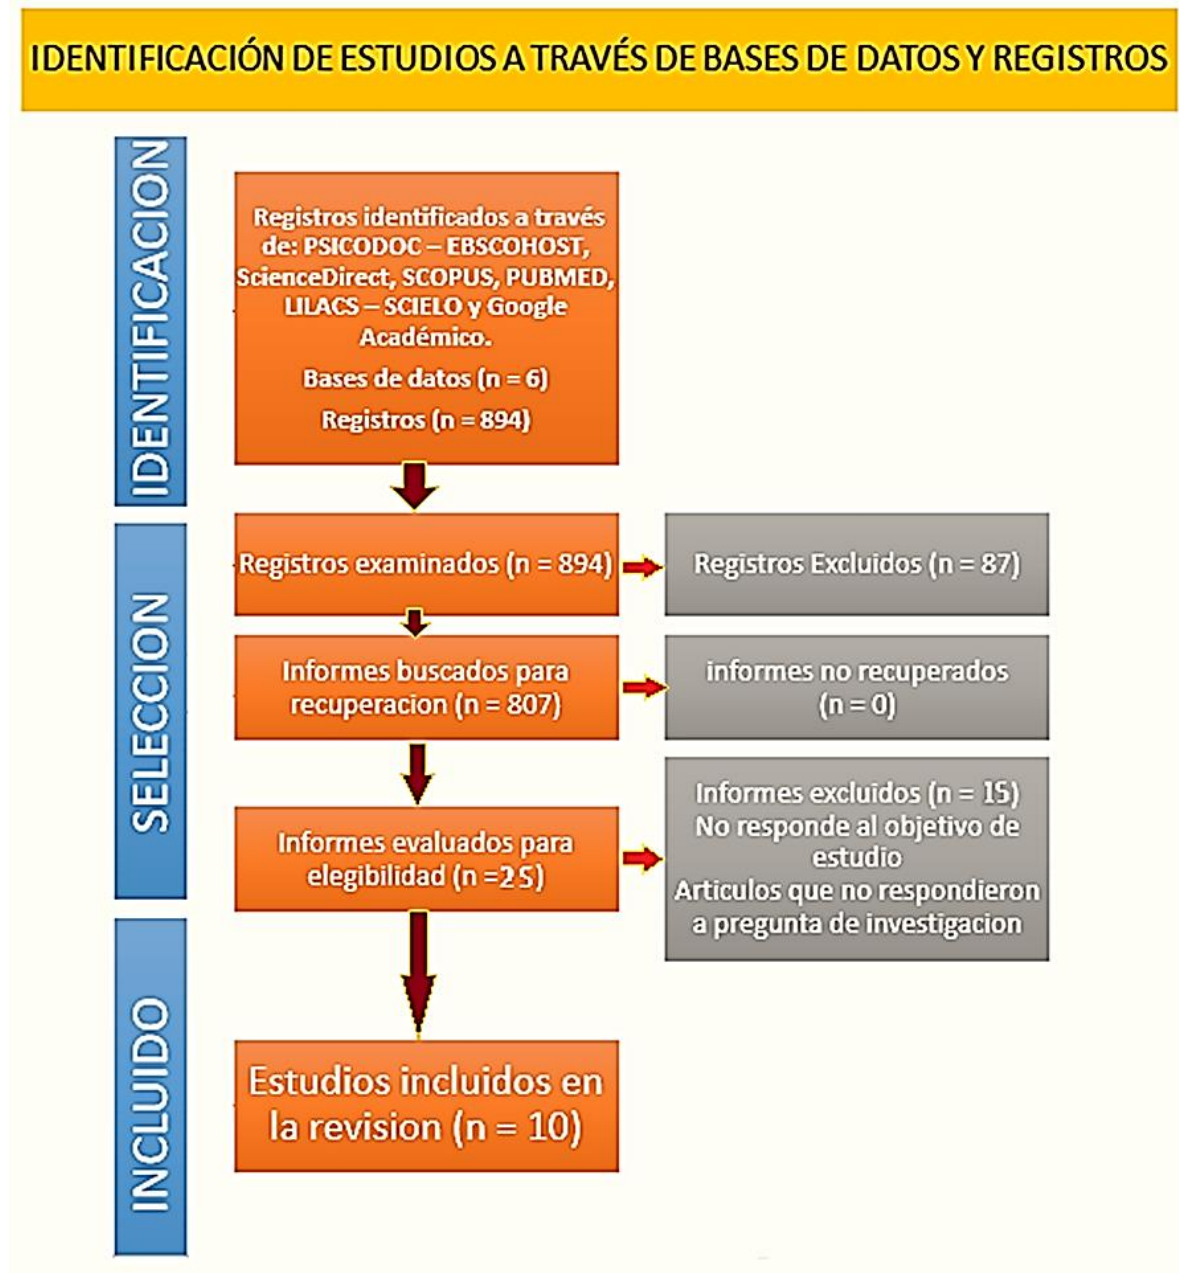 IDENTIFICACIÓN DE ESTUDIOS A TRAVÉS DE BASES DE DATOS Y REGISTROS
IDENTIFICACION
Registros identificados a través
de: PSICODOC – EBSCOHOST,
ScienceDirect, SCOPUS, PUBMED,
LILACS – SCIELO y Google
Académico.
Bases de datos (n = 6)
Registros (n = 894)
SELECCION
Registros examinados (n = 894)
Registros Excluidos (n = 87)
Informes buscados para
recuperacion (n = 807)
informes no recuperados
(n = 0)
Informes evaluados para
elegibilidad (n =25)
Informes excluidos (n = 15)
No responde al objetivo de
estudio
Articulos que no respondieron
a pregunta de investigacion
INCLUIDO
Estudios incluidos en
la revision (n = 10)